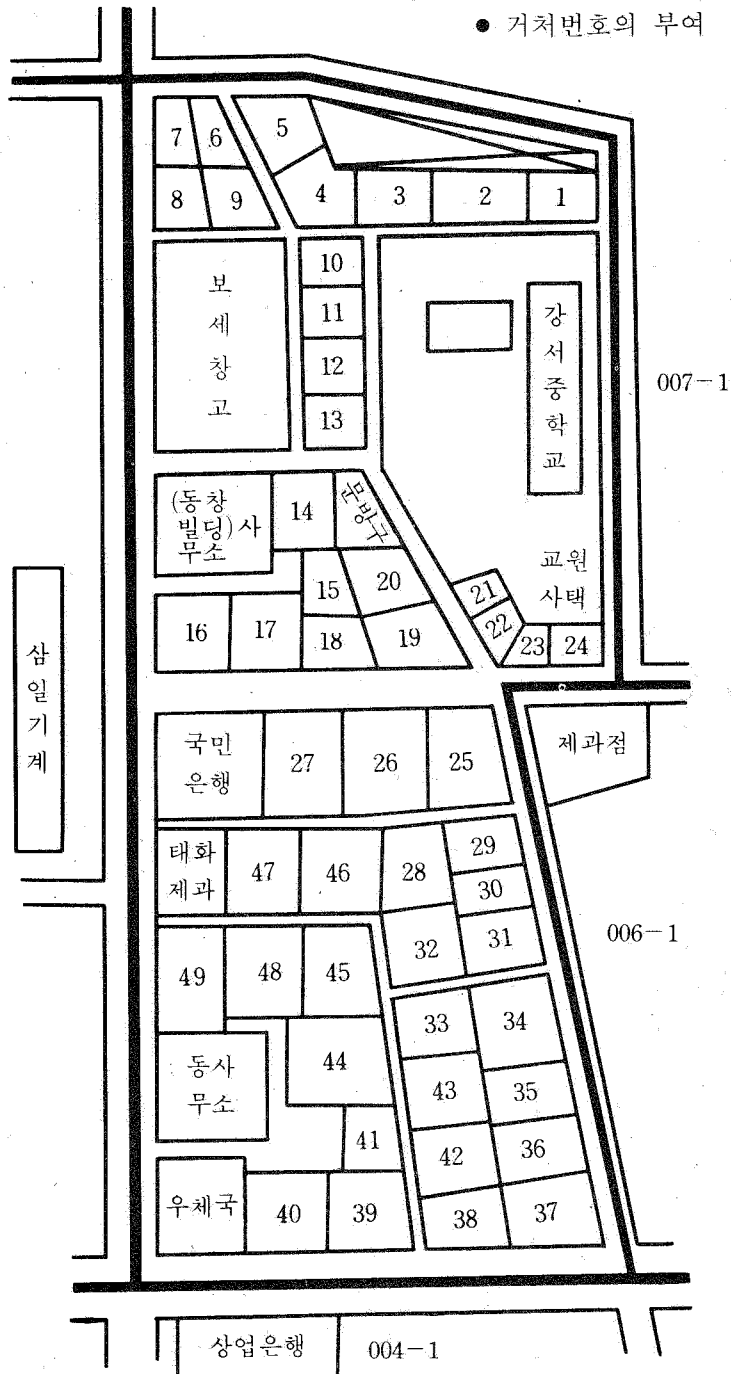 ● 거처번호의 부여
7
6
5
8
9
4
3
2
1
보
세
창
고
10
11
12
13
강
서
중
학
교
007-1
(동창
빌딩)사
무소
14
문방구
15
20
16
17
18
19
교원
사택
21
22
23
24
삼
일
기
계
국민
은행
27
26
25
제과점
태화
제과
47
46
28
29
30
32
31
006-1
49
48
45
33
34
동사
무소
44
43
35
41
42
36
우체국
40
39
38
37
상업은행
004-1